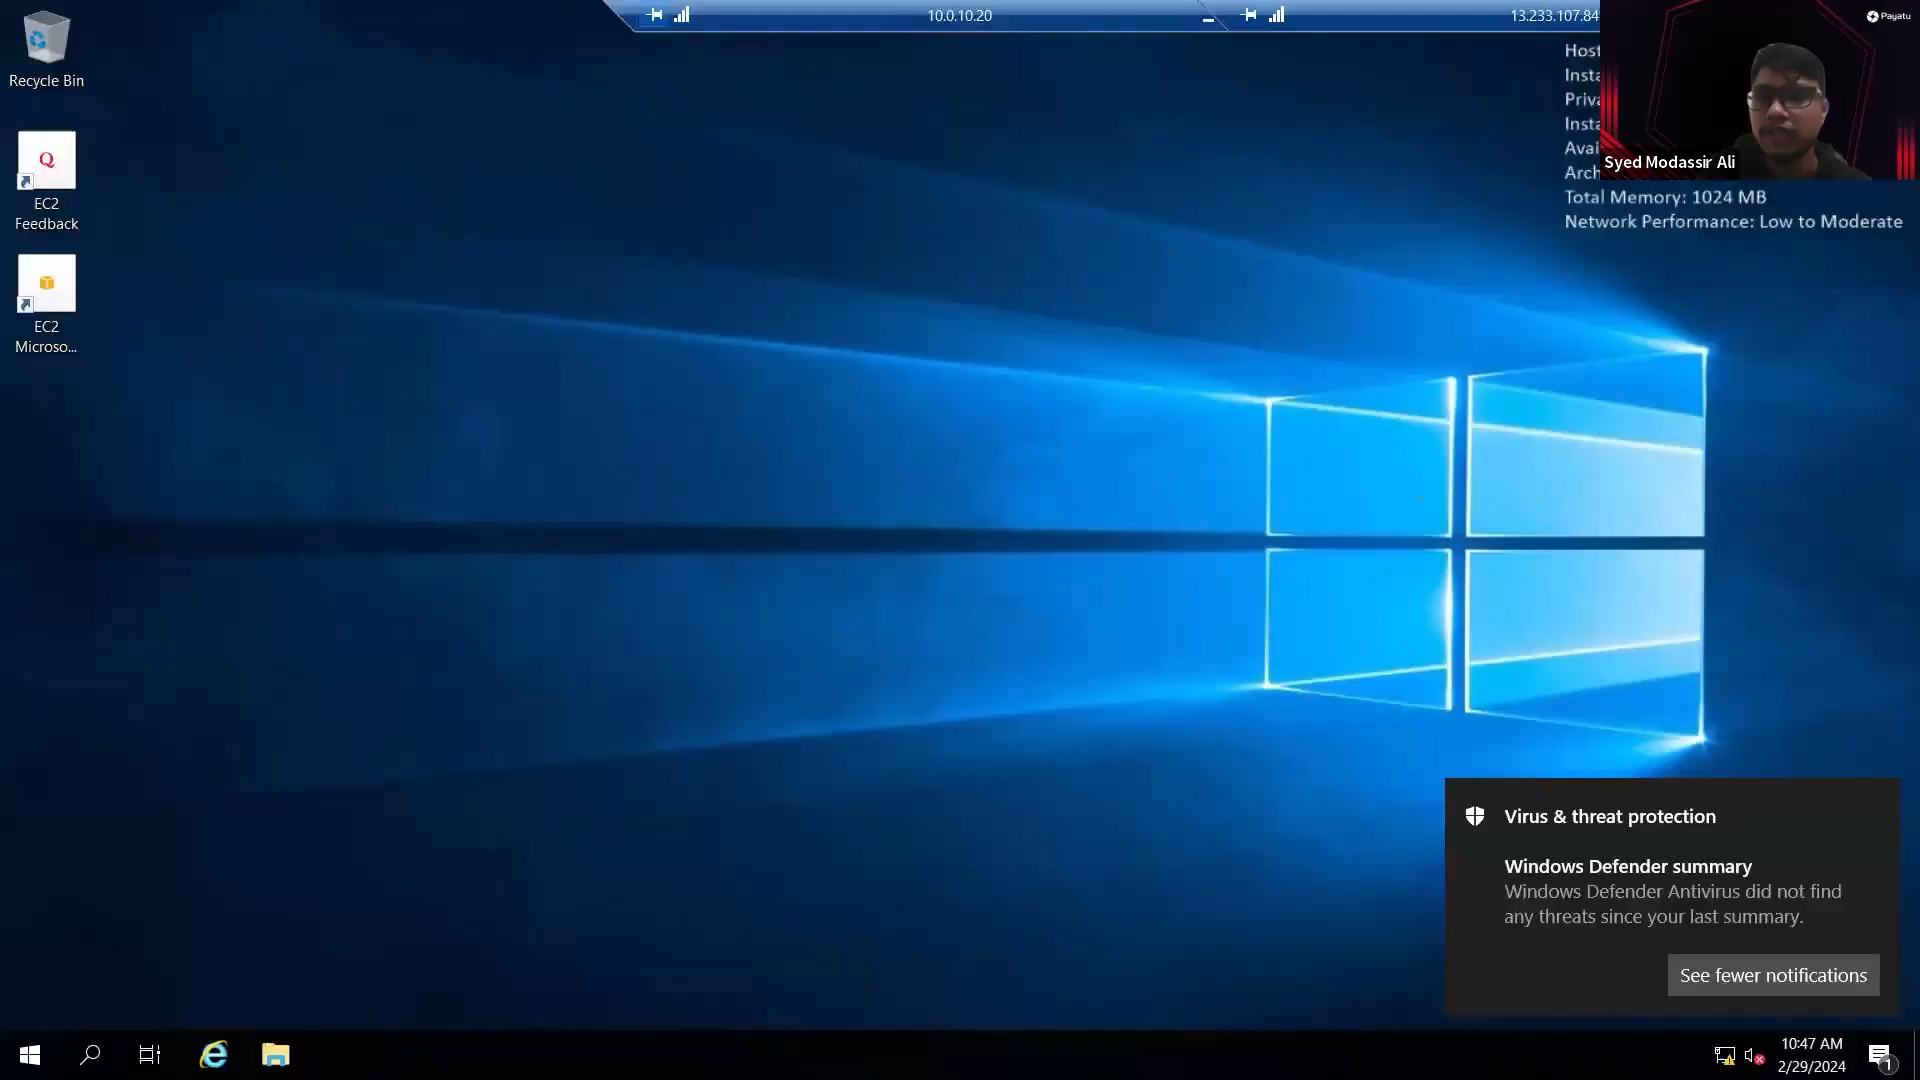 10.0.10.20
13.233.107.84
Payatu
Recycle Bin
Host
Insta
Priva
Insta
Avai
Arch
Syed Modassir Ali
Total Memory: 1024 MB
Network Performance: Low to Moderate
Q
EC2
Feedback
EC2
Microso...
Virus & threat protection
Windows Defender summary
Windows Defender Antivirus did not find
any threats since your last summary.
See fewer notifications
10:47 AM
2/29/2024
1